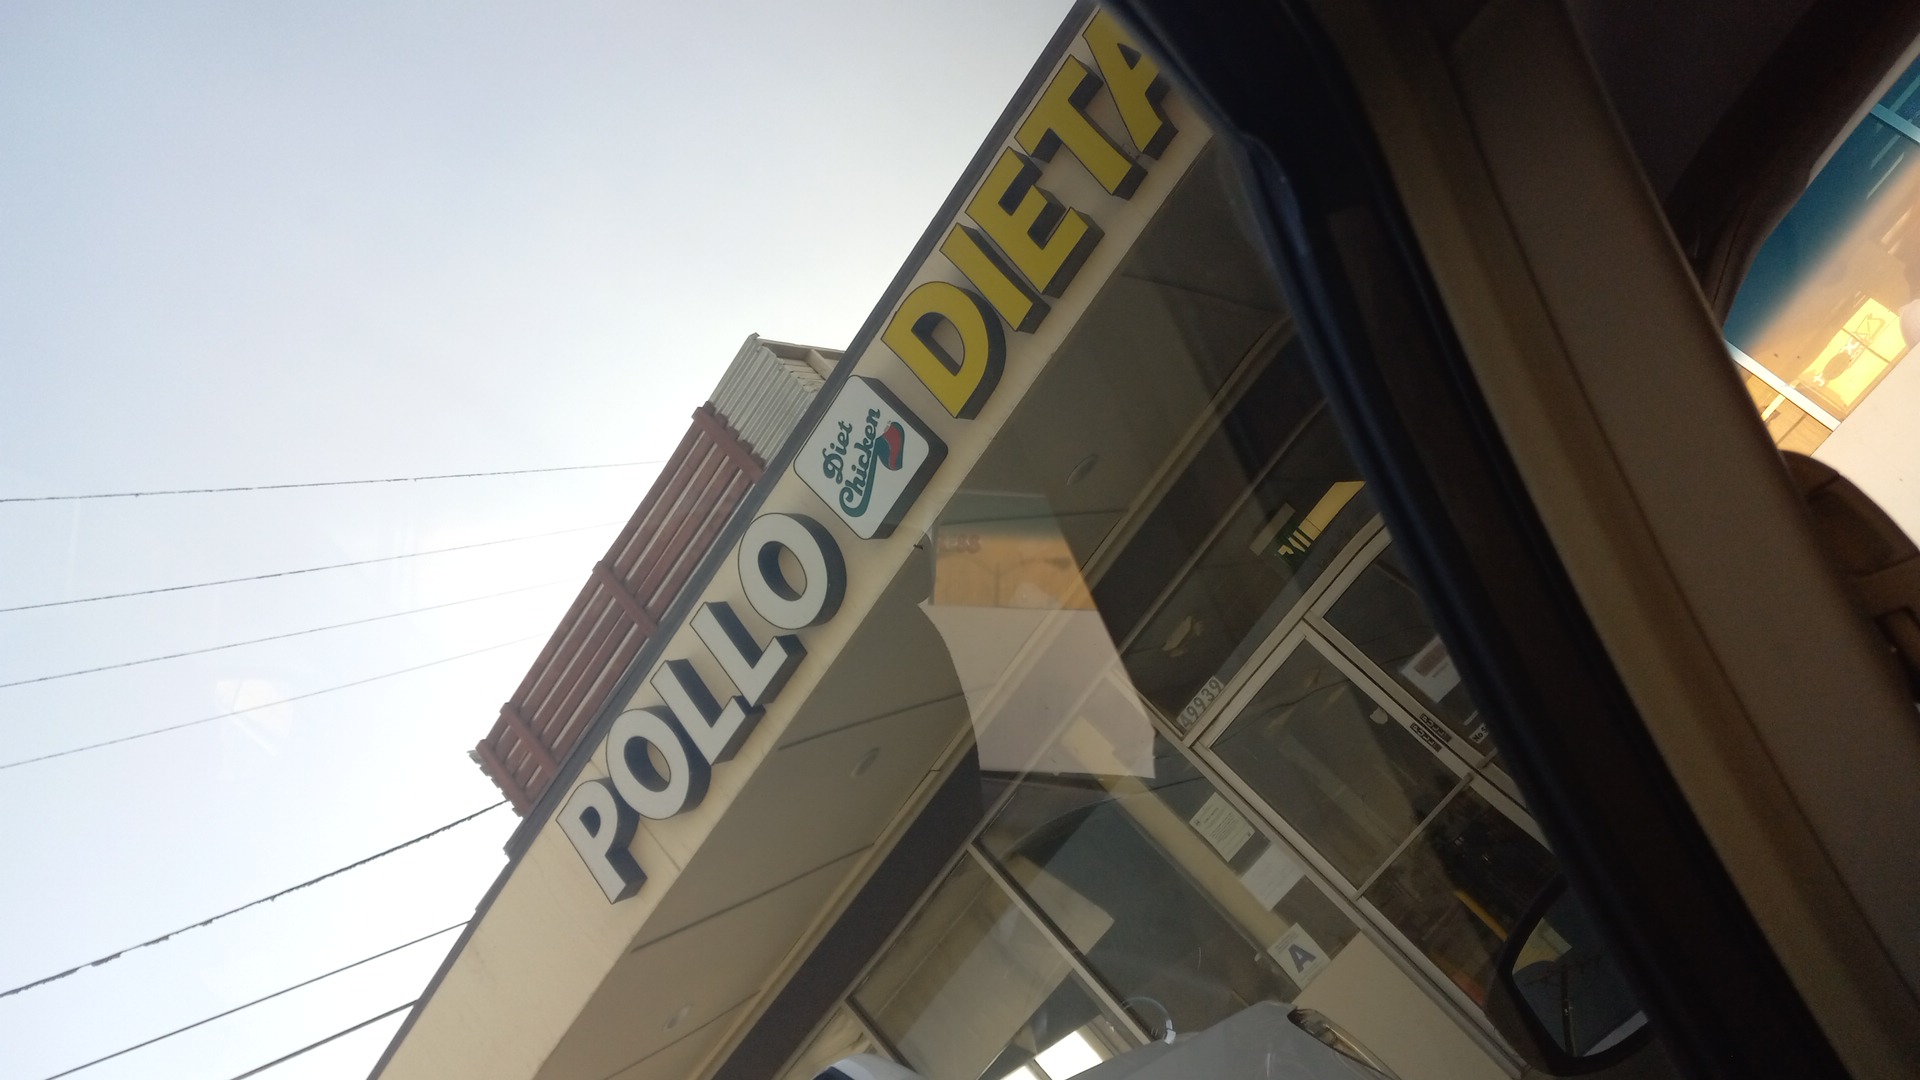 POLLO
Diet
Chicken
DIETA
49939
A